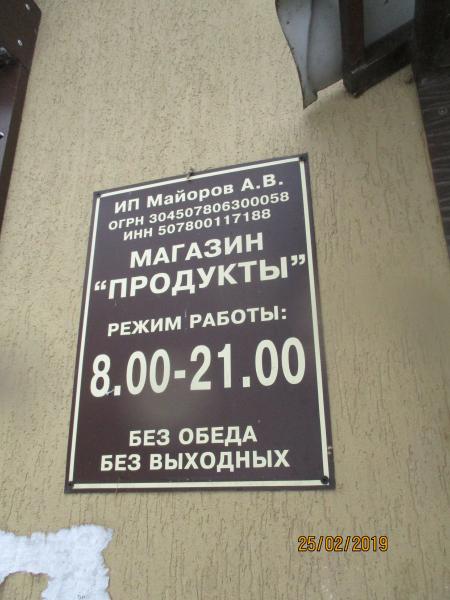 ИП Майоров А.В.
ОГРН 304507806300058
ИНН 507800117188
МАГАЗИН
"ПРОДУКТЫ"
РЕЖИМ РАБОТЫ:
8.00-21.00
БЕЗ ОБЕДА
БЕЗ ВЫХОДНЫХ
25/02/2019